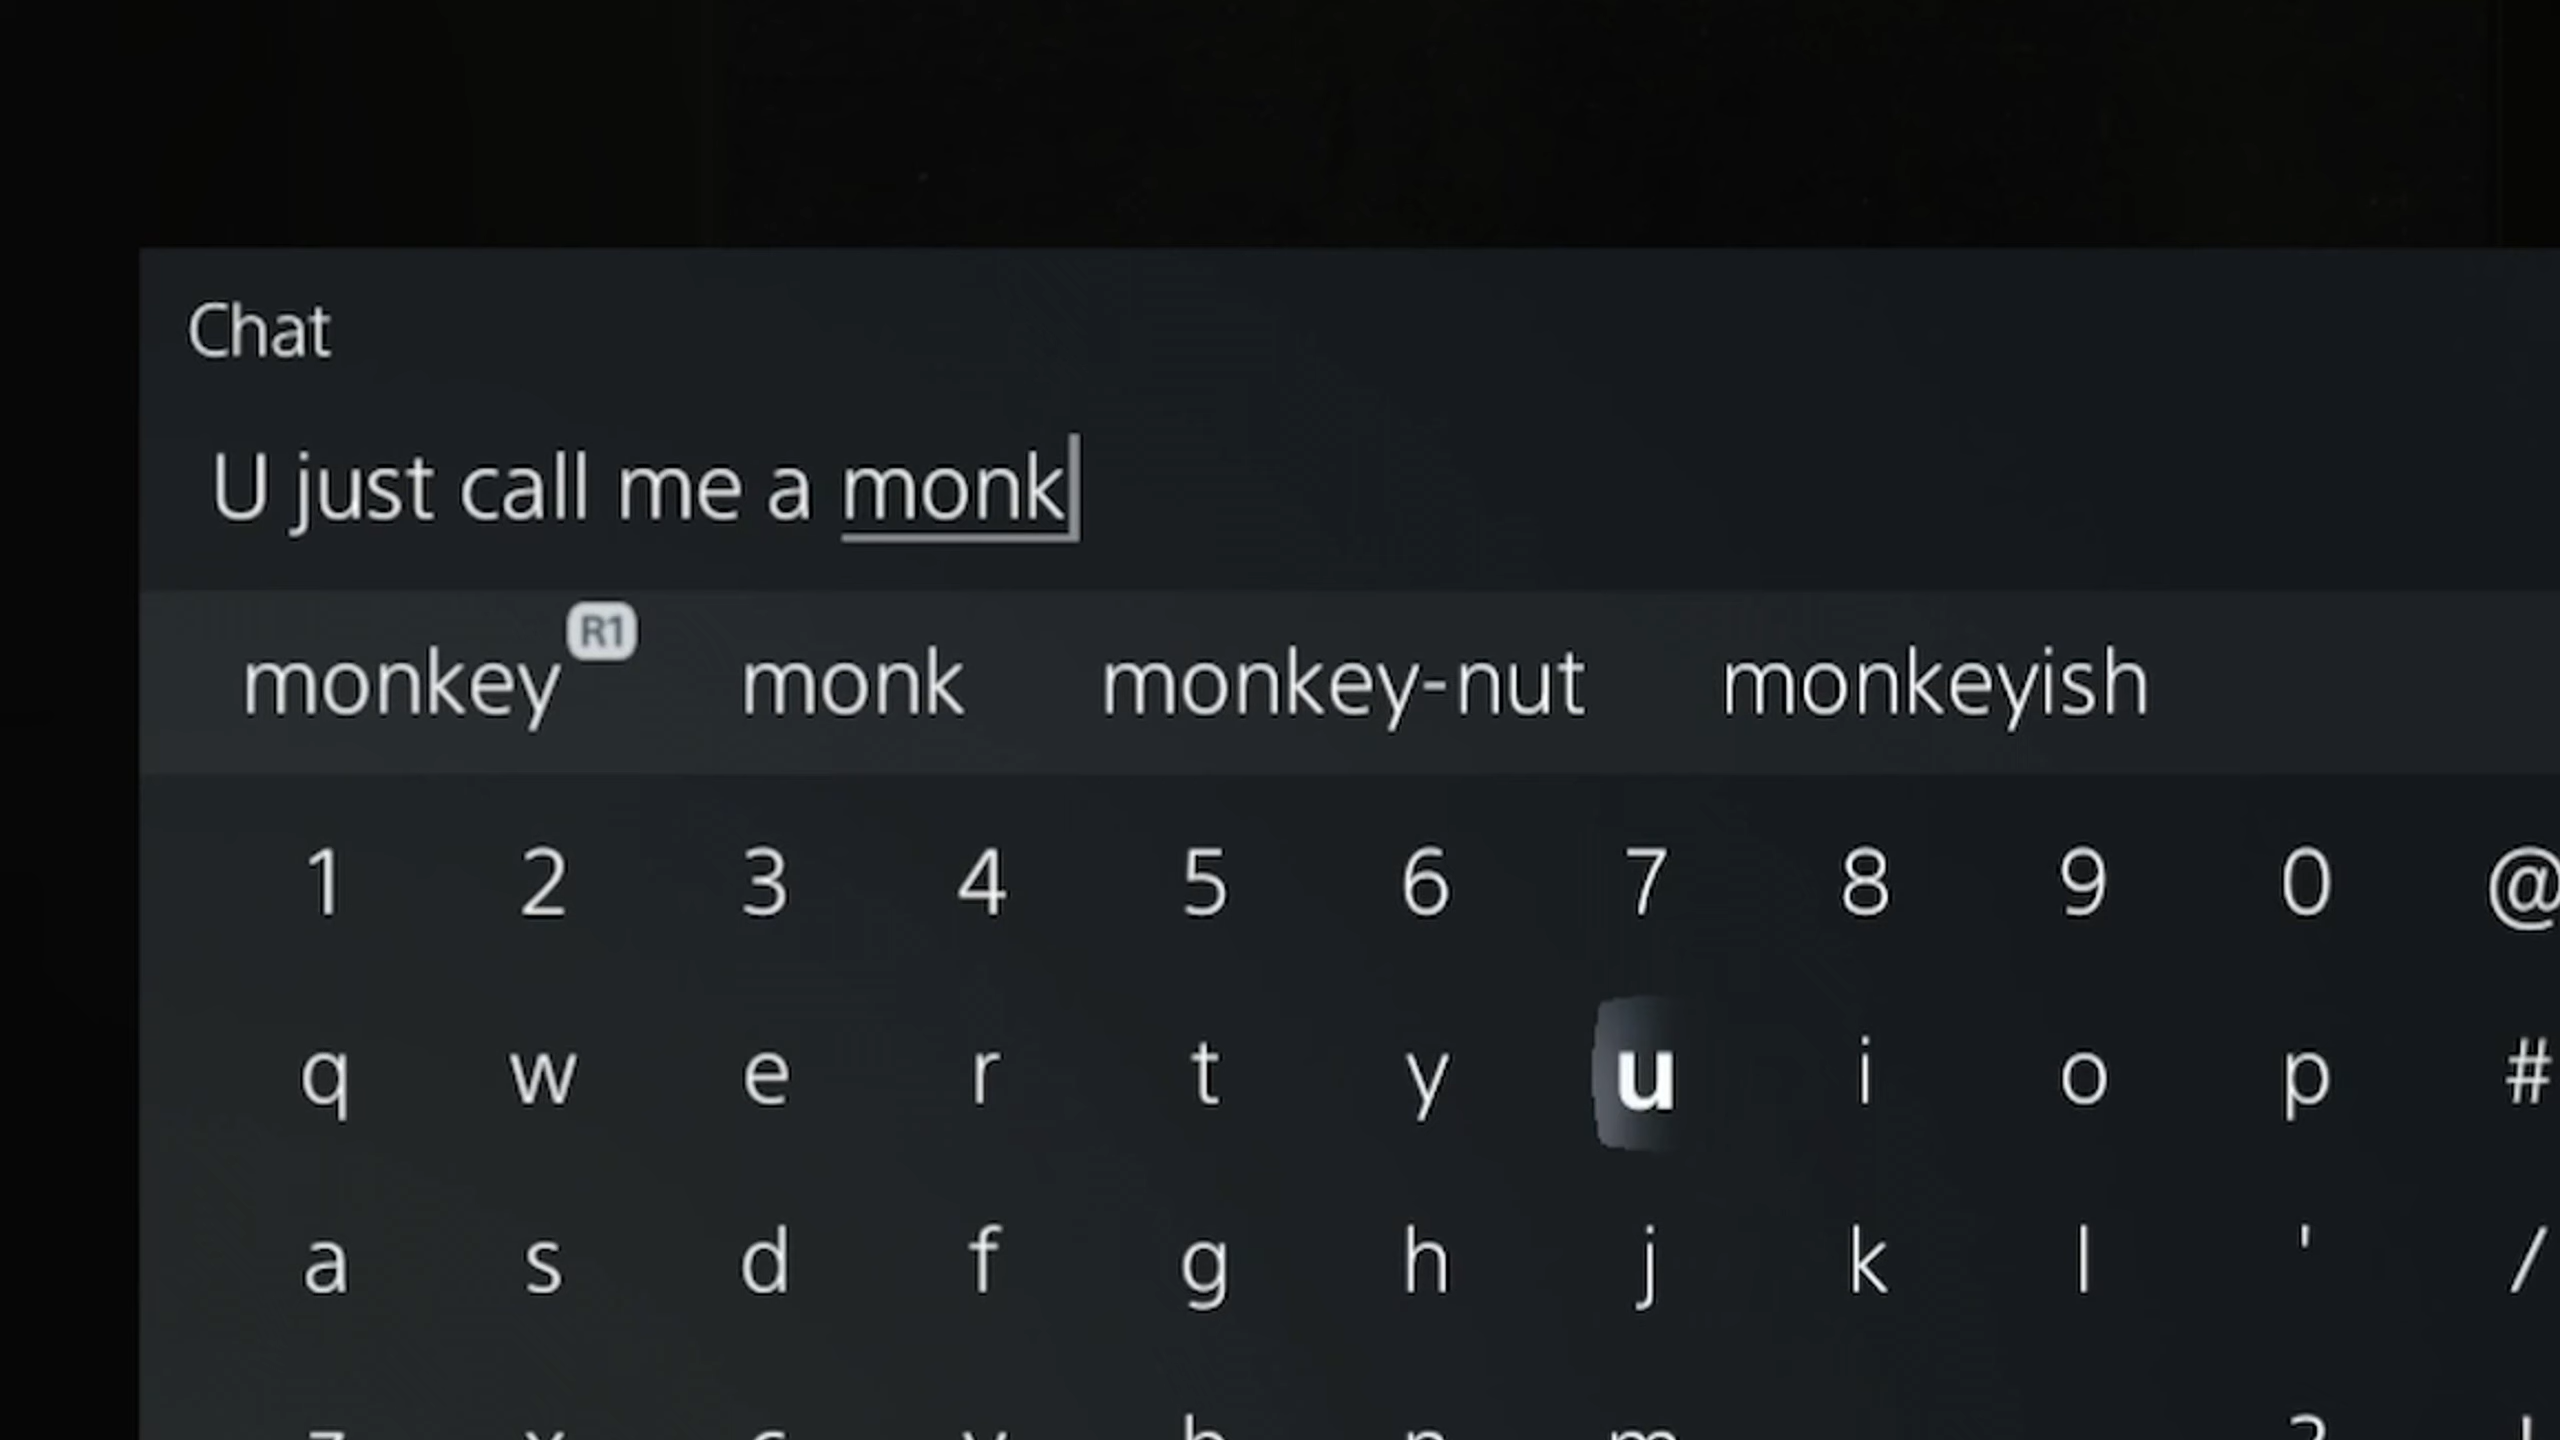 Chat
U just call me a monk
monkey R1 monk monkey-nut monkeyish
1 2 3 4 5 6 7 8 9 0 @
q w e r t y u i o p #
a s d f g h j k l ' /
z x c v b n m ? !